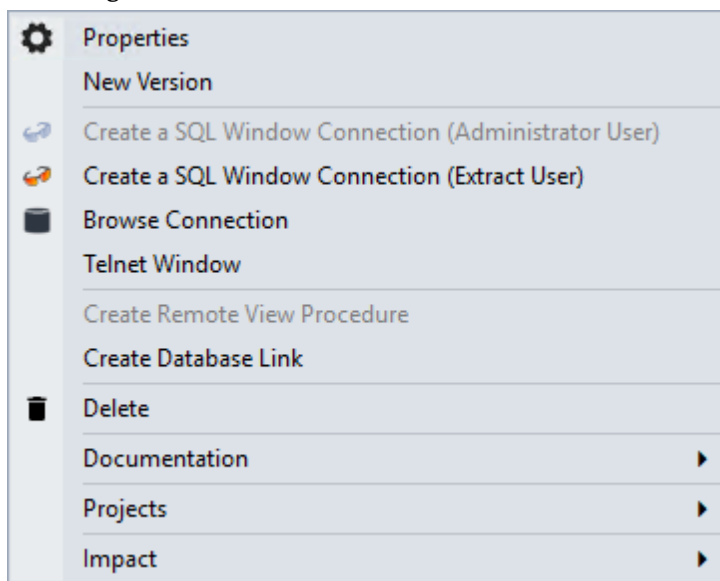 Properties
New Version
Create a SQL Window Connection (Administrator User)
Create a SQL Window Connection (Extract User)
Browse Connection
Telnet Window
Create Remote View Procedure
Create Database Link
Delete
Documentation
Projects
Impact